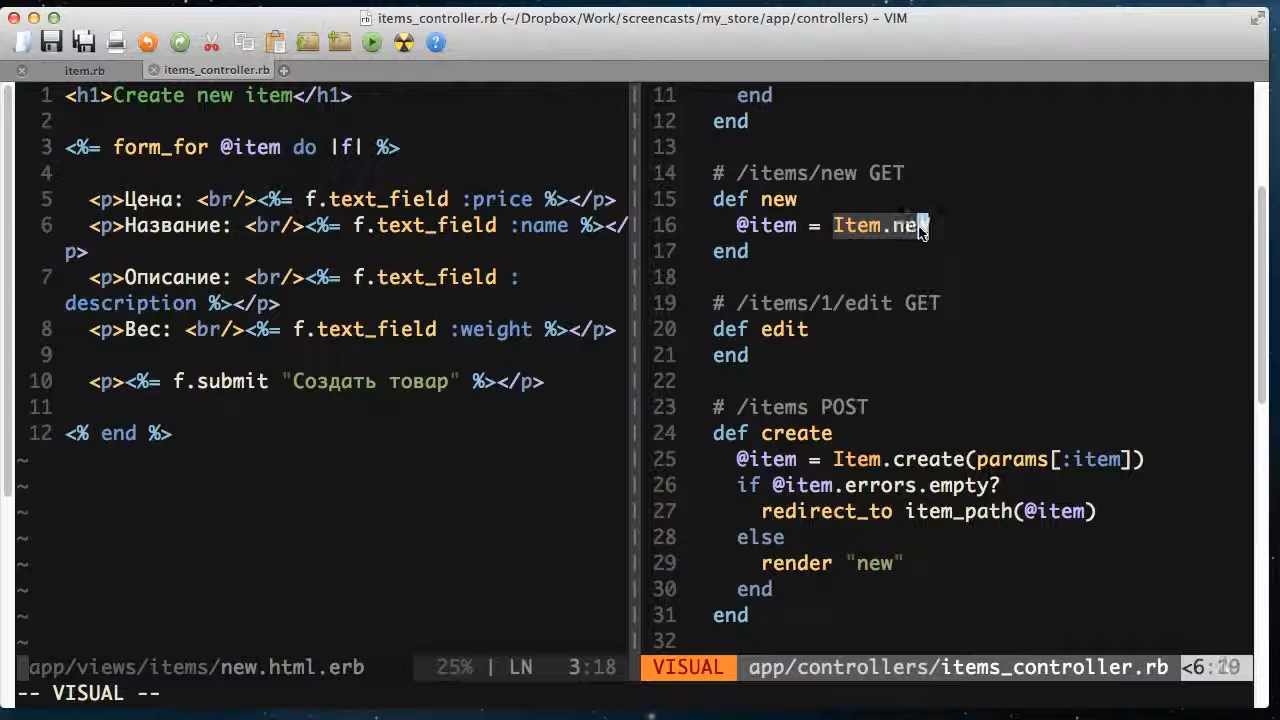 items_controller.rb (~/Dropbox/Work/screencasts/my_store/app/controllers) – VIM
item.rb
items_controller.rb
1 <h1>Create new item</h1>
2
3 <%= form_for @item do |f| %>
4
5 <p>Цена: <br/><%= f.text_field :price %></p>
6 <p>Название: <br/><%= f.text_field :name %></
p>
7 <p>Описание: <br/><%= f.text_field :
description %></p>
8 <p>Вес: <br/><%= f.text_field :weight %></p>
9
10 <p><%= f.submit "Создать товар" %></p>
11
12 <% end %>
~
~
~
~
~
~
~
~
app/views/items/new.html.erb 25% | LN 3:18
11 end
12 end
13
14 # /items/new GET
15 def new
16 @item = Item.new
17 end
18
19 # /items/1/edit GET
20 def edit
21 end
22
23 # /items POST
24 def create
25 @item = Item.create(params[:item])
26 if @item.errors.empty?
27 redirect_to item_path(@item)
28 else
29 render "new"
30 end
31 end
32
VISUAL app/controllers/items_controller.rb
-- VISUAL --